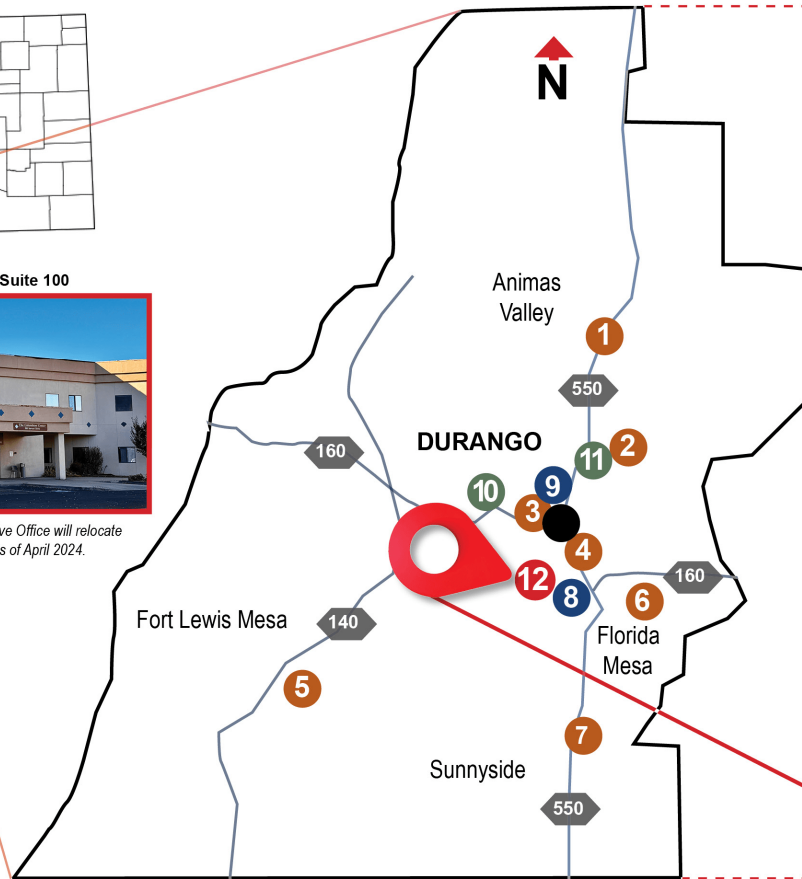 N
Suite 100
ve Office will relocate
s of April 2024.
Animas
Valley
1
550
DURANGO
2
11
160
9
10
3
4
12
8
160
6
Fort Lewis Mesa
140
Florida
Mesa
5
7
Sunnyside
550